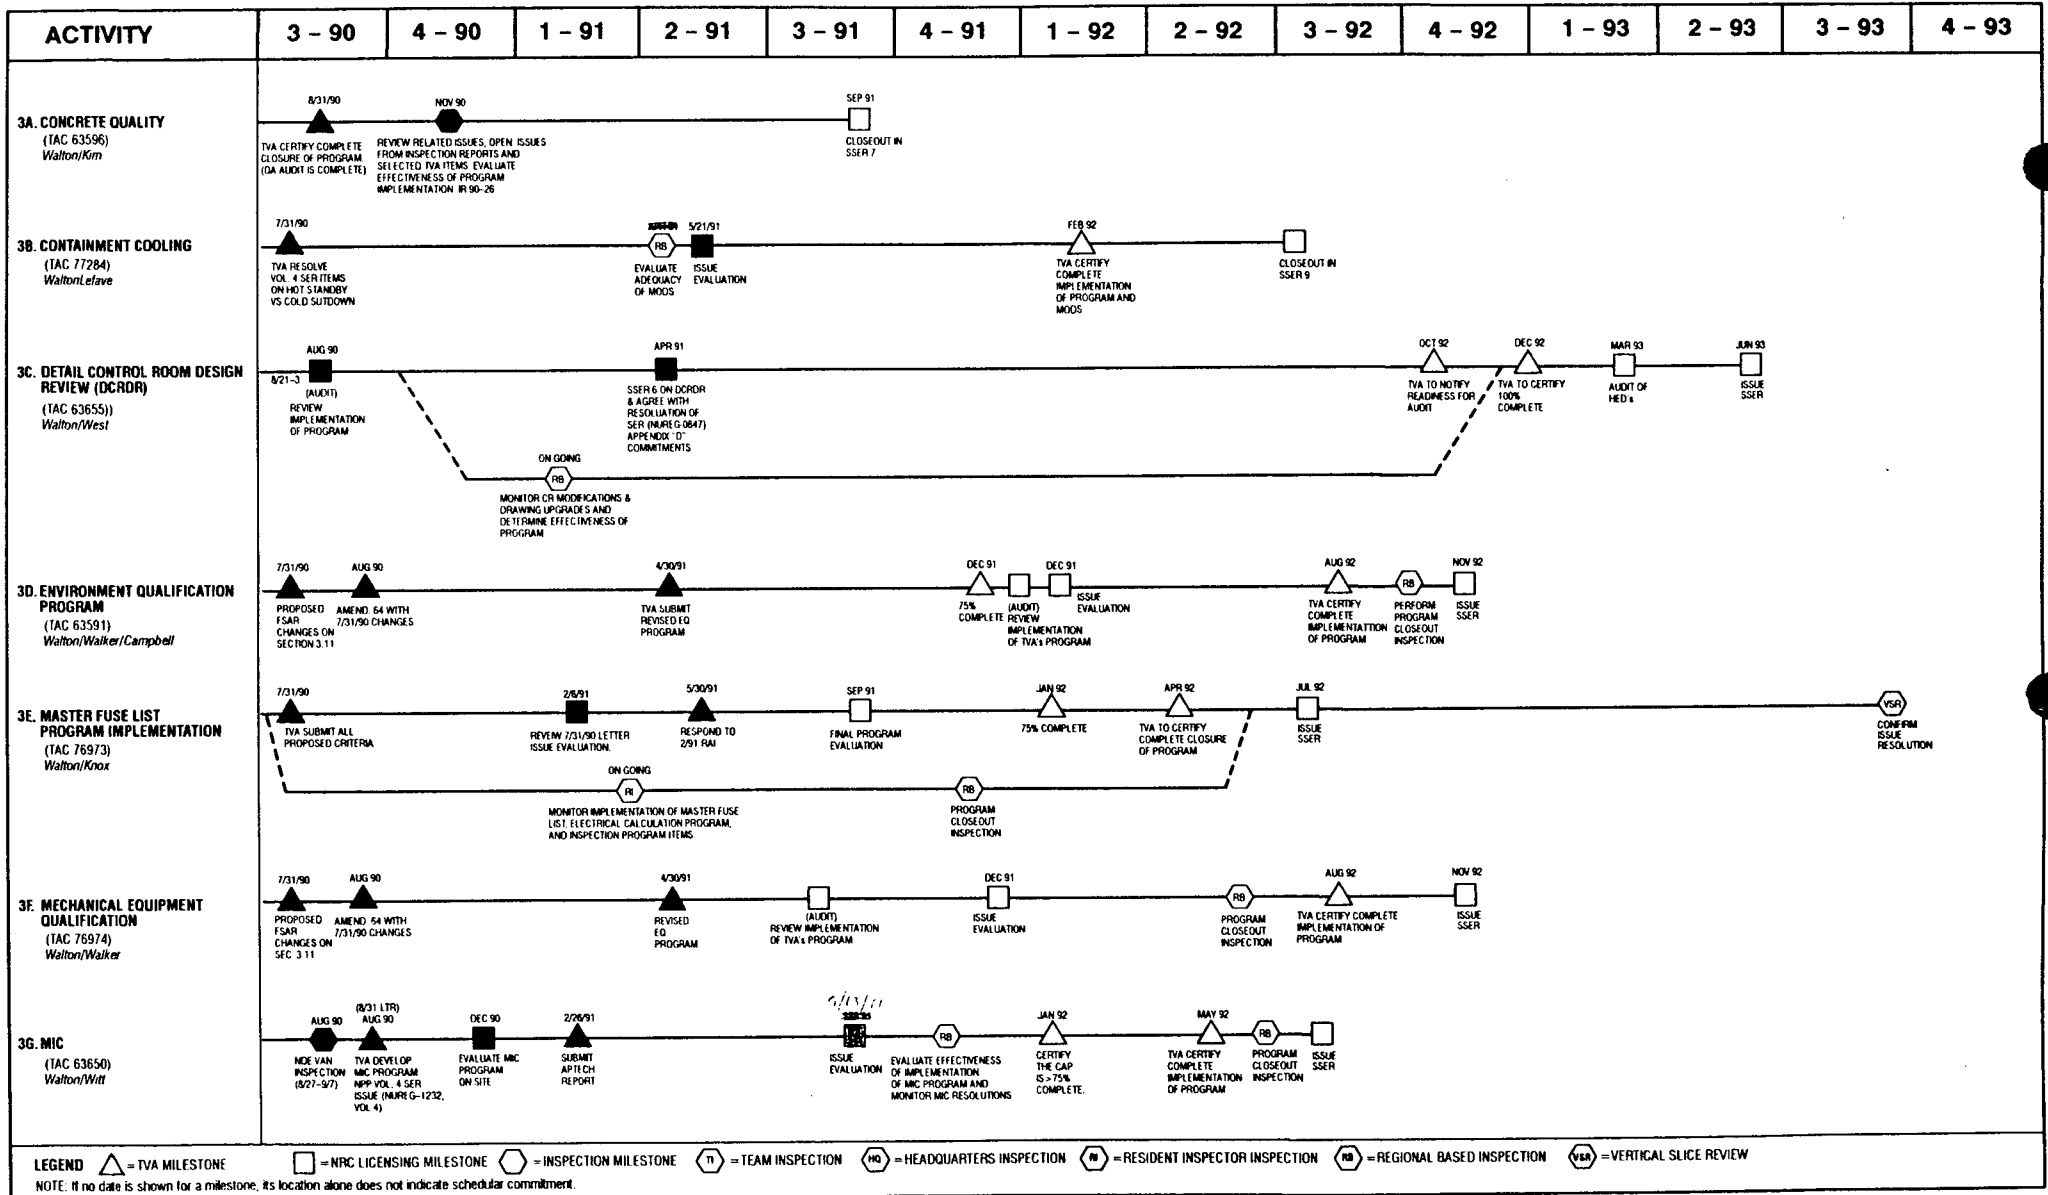 ACTIVITY 3 – 90 4 – 90 1 – 91 2 – 91 3 – 91 4 – 91 1 – 92 2 – 92 3 – 92 4 – 92 1 – 93 2 – 93 3 – 93 4 – 93
3A. CONCRETE QUALITY
(TAC 63596)
Walton/Kim
8/31/90
TVA CERTIFY COMPLETE
CLOSURE OF PROGRAM.
(QA AUDIT IS COMPLETE)
NOV 90
REVIEW RELATED ISSUES, OPEN ISSUES
FROM INSPECTION REPORTS AND
SELECTED TVA ITEMS. EVALUATE
EFFECTIVENESS OF PROGRAM
IMPLEMENTATION IR 90-26
SEP 91
CLOSEOUT IN
SSER 7
3B. CONTAINMENT COOLING
(TAC 77284)
WaltonLefave
7/31/90
TVA RESOLVE
VOL. 4 SER ITEMS
ON HOT STANDBY
VS COLD SUTDOWN
RB
EVALUATE
ADEQUACY
OF MODS
5/21/91
ISSUE
EVALUATION
FEB 92
TVA CERTIFY
COMPLETE
IMPLEMENTATION
OF PROGRAM AND
MODS
CLOSEOUT IN
SSER 9
3C. DETAIL CONTROL ROOM DESIGN
REVIEW (DCRDR)
(TAC 63655))
Walton/West
AUG 90
8/21-3
(AUDIT)
REVIEW
IMPLEMENTATION
OF PROGRAM
APR 91
SSER 6 ON DCRDR
& AGREE WITH
RESOLUATION OF
SER (NUREG-0847)
APPENDIX "D"
COMMITMENTS
OCT 92
TVA TO NOTIFY
READINESS FOR
AUDIT
DEC 92
TVA TO CERTIFY
100%
COMPLETE
MAR 93
AUDIT OF
HED's
JUN 93
ISSUE
SSER
ON GOING
RB
MONITOR CR MODIFICATIONS &
DRAWING UPGRADES AND
DETERMINE EFFECTIVENESS OF
PROGRAM
3D. ENVIRONMENT QUALIFICATION
PROGRAM
(TAC 63591)
Walton/Walker/Campbell
7/31/90
PROPOSED
FSAR
CHANGES ON
SECTION 3.11
AUG 90
AMEND. 64 WITH
7/31/90 CHANGES
4/30/91
TVA SUBMIT
REVISED EQ
PROGRAM
DEC 91
75%
COMPLETE
(AUDIT)
REVIEW
IMPLEMENTATION
OF TVA's PROGRAM
DEC 91
ISSUE
EVALUATION
AUG 92
TVA CERTIFY
COMPLETE
IMPLEMENTATTION
OF PROGRAM
RB
PERFORM
PROGRAM
CLOSEOUT
INSPECTION
NOV 92
ISSUE
SSER
3E. MASTER FUSE LIST
PROGRAM IMPLEMENTATION
(TAC 76973)
Walton/Knox
7/31/90
TVA SUBMIT ALL
PROPOSED CRITERIA
2/6/91
REVEIW 7/31/90 LETTER
ISSUE EVALUATION.
5/30/91
RESPOND TO
2/91 RAI
SEP 91
FINAL PROGRAM
EVALUATION
JAN 92
75% COMPLETE
APR 92
TVA TO CERTIFY
COMPLETE CLOSURE
OF PROGRAM
JUL 92
ISSUE
SSER
VSR
CONFIRM
ISSUE
RESOLUTION
ON GOING
RI
MONITOR IMPLEMENTATION OF MASTER FUSE
LIST, ELECTRICAL CALCULATION PROGRAM,
AND INSPECTION PROGRAM ITEMS.
RB
PROGRAM
CLOSEOUT
INSPECTION
3F. MECHANICAL EQUIPMENT
QUALIFICATION
(TAC 76974)
Walton/Walker
7/31/90
PROPOSED
FSAR
CHANGES ON
SEC. 3.11
AUG 90
AMEND. 64 WITH
7/31/90 CHANGES
4/30/91
REVISED
EQ
PROGRAM
(AUDIT)
REVIEW IMPLEMENTATION
OF TVA's PROGRAM
DEC 91
ISSUE
EVALUATION
RB
PROGRAM
CLOSEOUT
INSPECTION
AUG 92
TVA CERTIFY COMPLETE
IMPLEMENTATION OF
PROGRAM
NOV 92
ISSUE
SSER
3G. MIC
(TAC 63650)
Walton/Witt
AUG 90
NDE VAN
INSPECTION
(8/27-9/7)
(8/31 LTR)
AUG 90
TVA DEVELOP
MIC PROGRAM
NPP VOL. 4 SER
ISSUE (NUREG-1232,
VOL 4)
DEC 90
EVALUATE MIC
PROGRAM
ON SITE
2/26/91
SUBMIT
APTECH
REPORT
ISSUE
EVALUATION
RB
EVALUATE EFFECTIVENESS
OF IMPLEMENTATION
OF MIC PROGRAM AND
MONITOR MIC RESOLUTIONS
JAN 92
CERTIFY
THE CAP
IS >75%
COMPLETE.
MAY 92
TVA CERTIFY
COMPLETE
IMPLEMENTATION
OF PROGRAM
RB
PROGRAM
CLOSEOUT
INSPECTION
ISSUE
SSER
LEGEND = TVA MILESTONE = NRC LICENSING MILESTONE = INSPECTION MILESTONE TI = TEAM INSPECTION HQ = HEADQUARTERS INSPECTION RI = RESIDENT INSPECTOR INSPECTION RB = REGIONAL BASED INSPECTION VSR = VERTICAL SLICE REVIEW
NOTE: If no date is shown for a milestone, its location alone does not indicate schedular commitment.